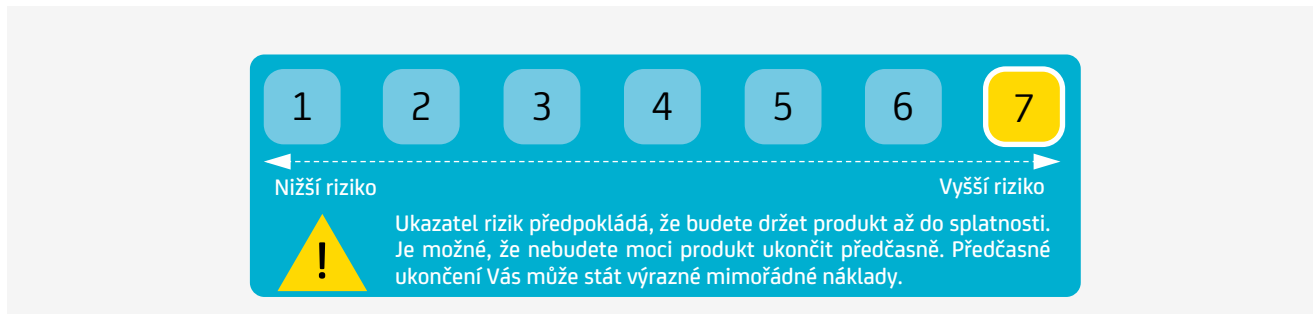 1 2 3 4 5 6 7
Nižší riziko Vyšší riziko
Ukazatel rizik předpokládá, že budete držet produkt až do splatnosti.
Je možné, že nebudete moci produkt ukončit předčasně. Předčasné
! ukončení Vás může stát výrazné mimořádné náklady.